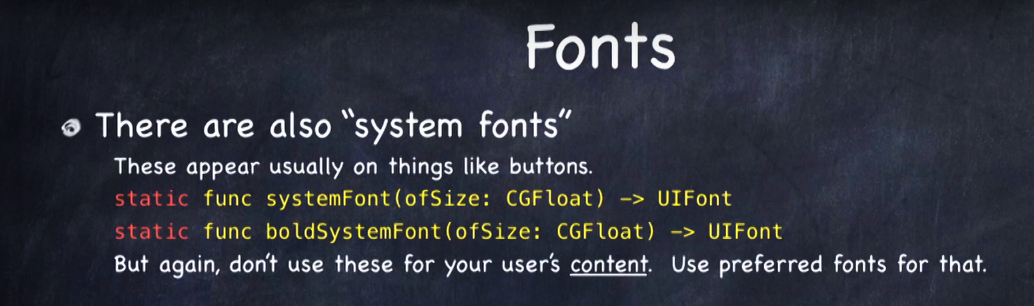 Fonts
There are also “system fonts”
These appear usually on things like buttons.
static func systemFont(ofSize: CGFloat) -> UIFont
static func boldSystemFont(ofSize: CGFloat) -> UIFont
But again, don’t use these for your user’s content. Use preferred fonts for that.